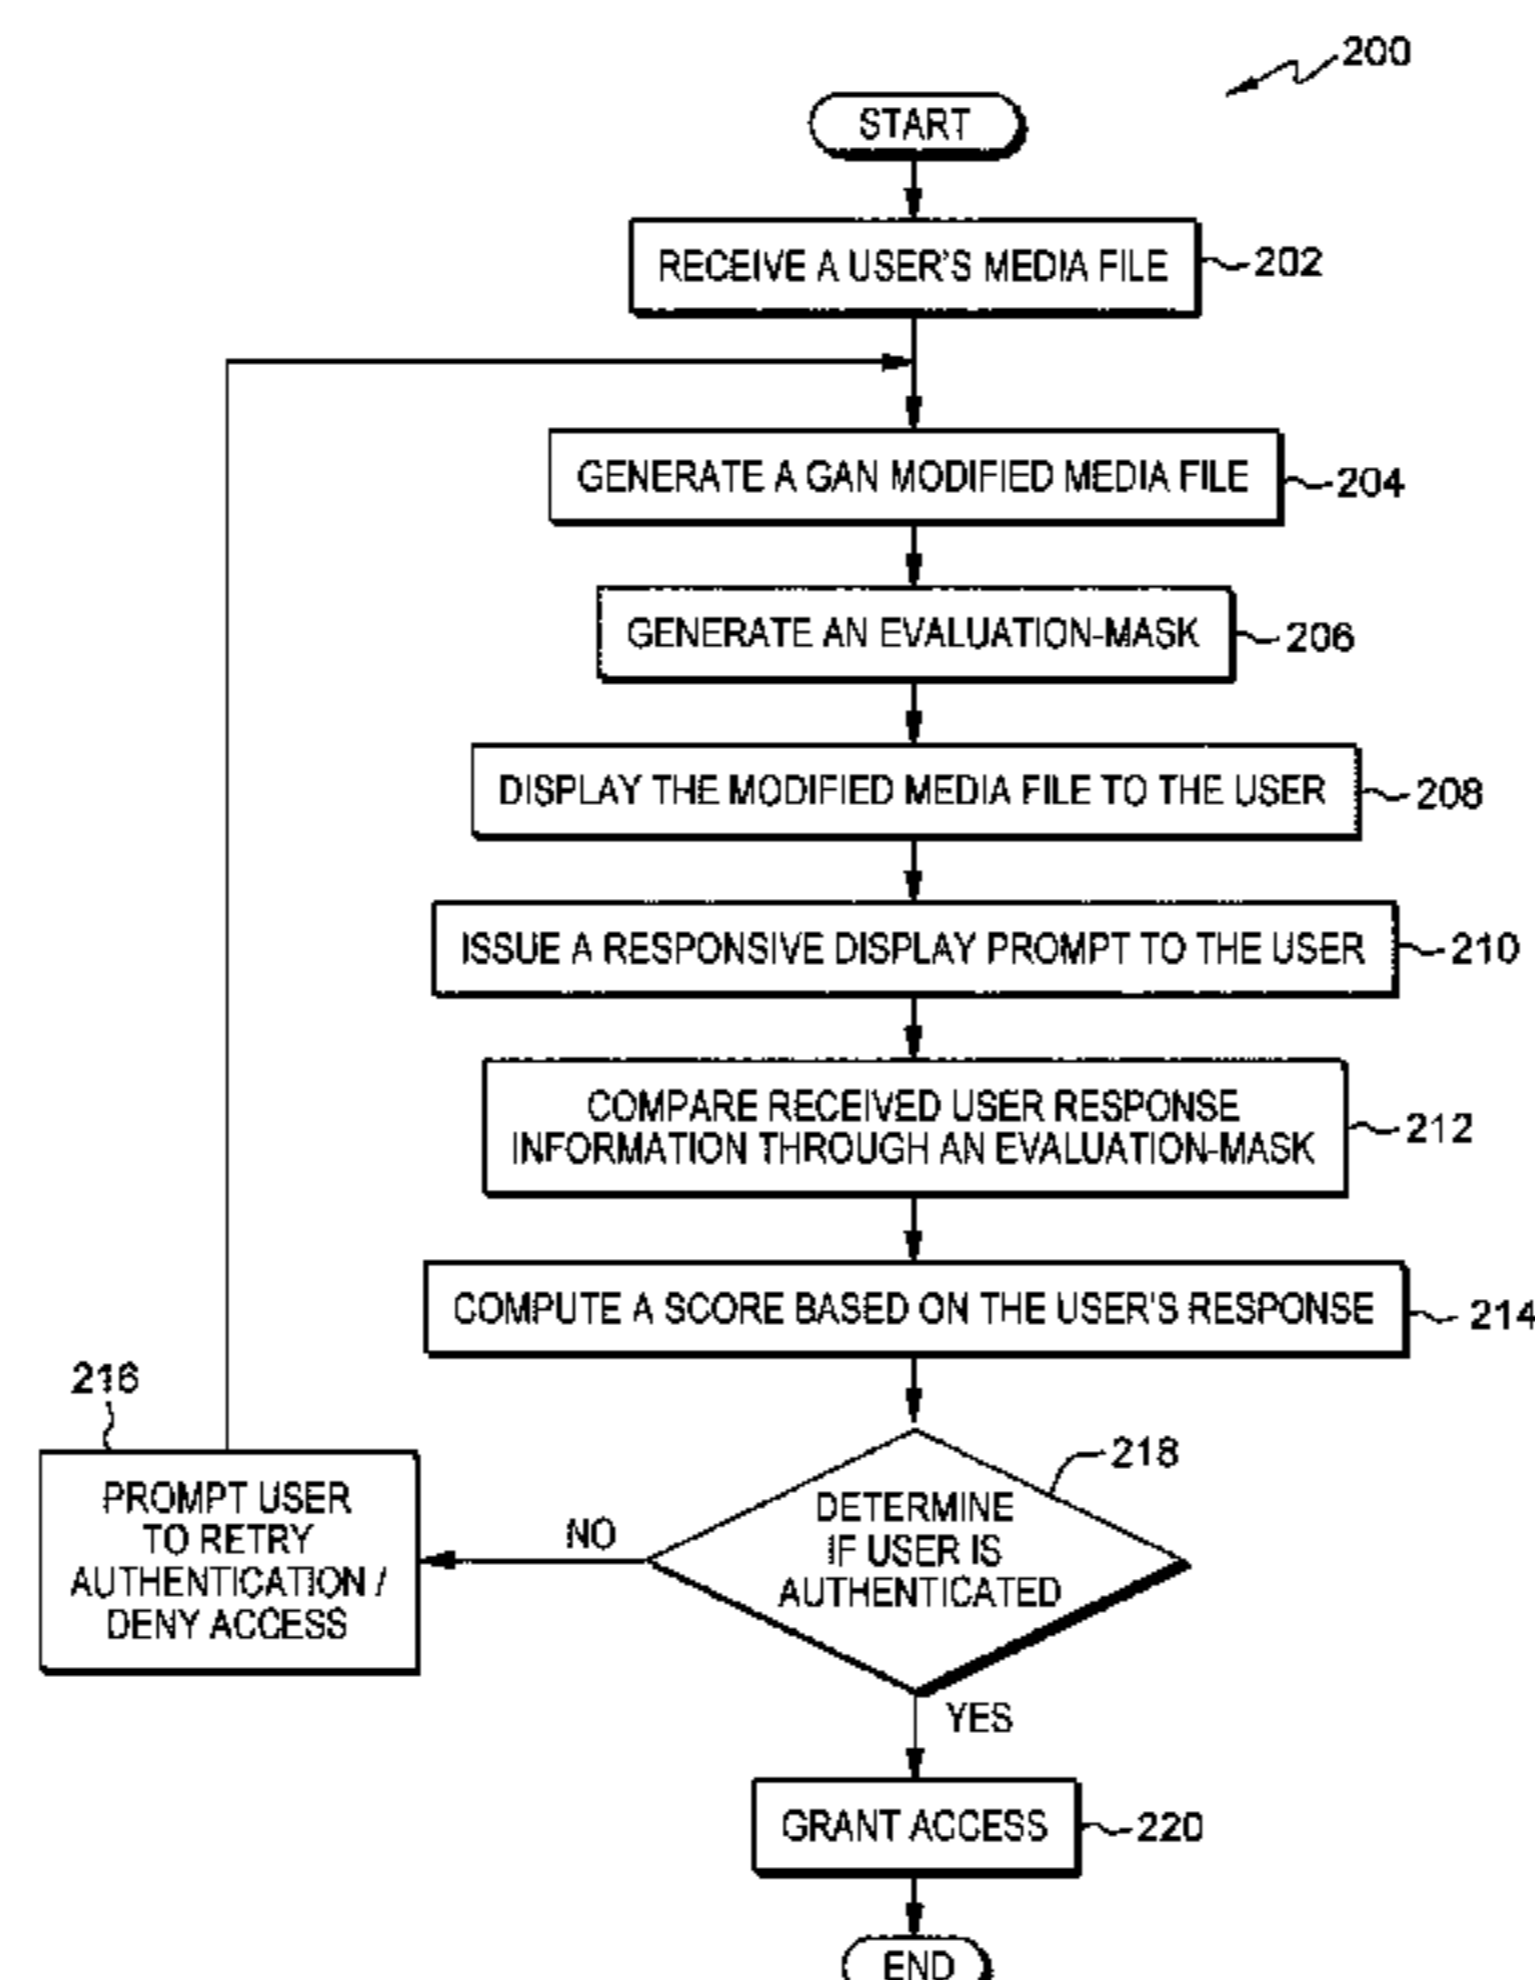 200
START
RECEIVE A USER'S MEDIA FILE
202
GENERATE A GAN MODIFIED MEDIA FILE
204
GENERATE AN EVALUATION-MASK
206
DISPLAY THE MODIFIED MEDIA FILE TO THE USER
208
ISSUE A RESPONSIVE DISPLAY PROMPT TO THE USER
210
COMPARE RECEIVED USER RESPONSE
INFORMATION THROUGH AN EVALUATION-MASK
212
COMPUTE A SCORE BASED ON THE USER'S RESPONSE
214
216
PROMPT USER
TO RETRY
AUTHENTICATION /
DENY ACCESS
NO
218
DETERMINE
IF USER IS
AUTHENTICATED
YES
GRANT ACCESS
220
END